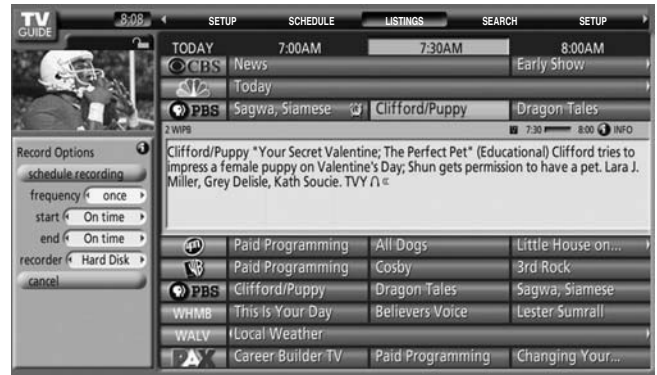 TV
GUIDE
8:08
SETUP SCHEDULE LISTINGS SEARCH SETUP
TODAY 7:00AM 7:30AM 8:00AM
CBS News Early Show
Today
PBS Sagwa, Siamese Clifford/Puppy Dragon Tales
2 WIPB 7:30 8:00 INFO
Clifford/Puppy "Your Secret Valentine; The Perfect Pet" (Educational) Clifford tries to
impress a female puppy on Valentine's Day; Shun gets permission to have a pet. Lara J.
Miller, Grey Delisle, Kath Soucie. TVY
Record Options
schedule recording
frequency once
start On time
end On time
recorder Hard Disk
cancel
Paid Programming All Dogs Little House on...
WB Paid Programming Cosby 3rd Rock
PBS Clifford/Puppy Dragon Tales Sagwa, Siamese
WHMB This Is Your Day Believers Voice Lester Sumrall
WALV Local Weather
PAX Career Builder TV Paid Programming Changing Your...